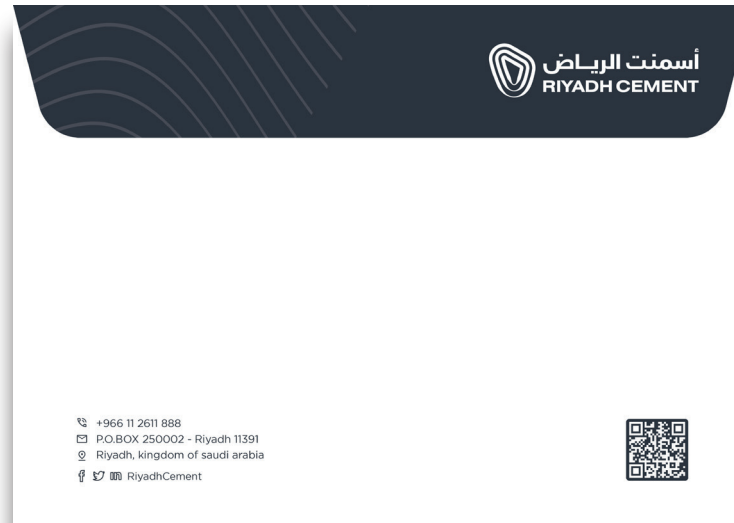 أسمنت الريـاض
RIYADH CEMENT
+966 11 2611 888
P.O.BOX 250002 - Riyadh 11391
Riyadh, kingdom of saudi arabia
RiyadhCement